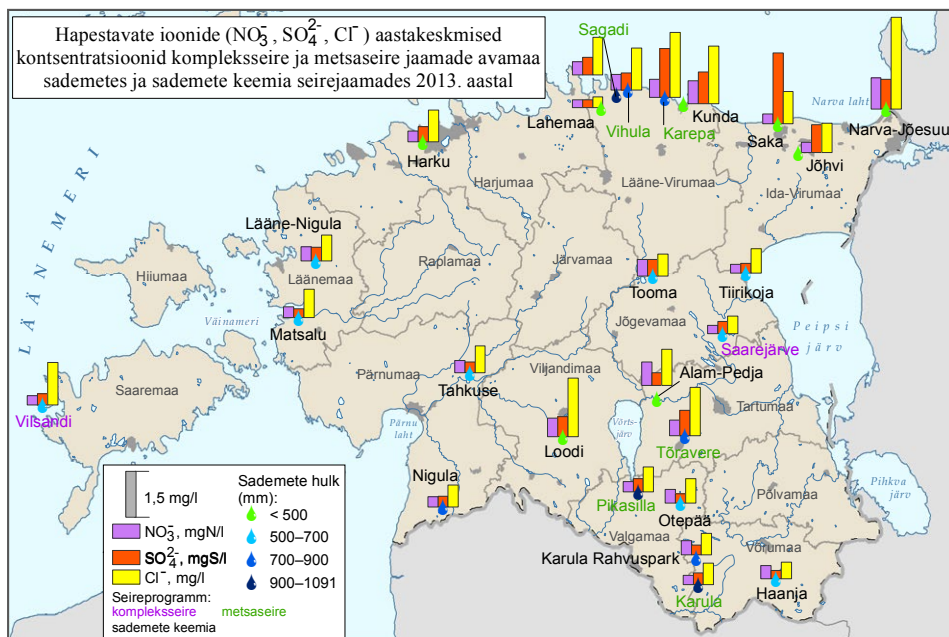 Hapestavate ioonide (NO₃⁻, SO₄²⁻, Cl⁻) aastakeskmised
kontsentratsioonid kompleksseire ja metsaseire jaamade avamaa
sademetes ja sademete keemia seirejaamades 2013. aastal
Sagadi
Lahemaa
Vihula
Karepa
Kunda
Saka
Jõhvi
Narva laht
Narva-Jõesuu
Harku
Harjumaa
Lääne-Virumaa
Ida-Virumaa
LÄÄNEMERI
Lääne-Nigula
Läänemaa
Hiiumaa
Raplamaa
Järvamaa
Tooma
Tiirikoja
Väinameri
Matsalu
Jõgevamaa
Peipsi
järv
Saarejärve
Saaremaa
Vilsandi
Pärnumaa
Tahkuse
Viljandimaa
Alam-Pedja
Tartumaa
Pärnu
laht
Võrts-
järv
Loodi
Tõravere
Nigula
Pikasilla
Otepää
Põlvamaa
Pihkva
järv
Valgamaa
Võrumaa
Karula Rahvuspark
Karula
Haanja
1,5 mg/l
NO₃⁻, mgN/l
SO₄²⁻, mgS/l
Cl⁻, mg/l
Sademete hulk
(mm):
< 500
500–700
700–900
900–1091
Seireprogramm:
kompleksseire metsaseire
sademete keemia